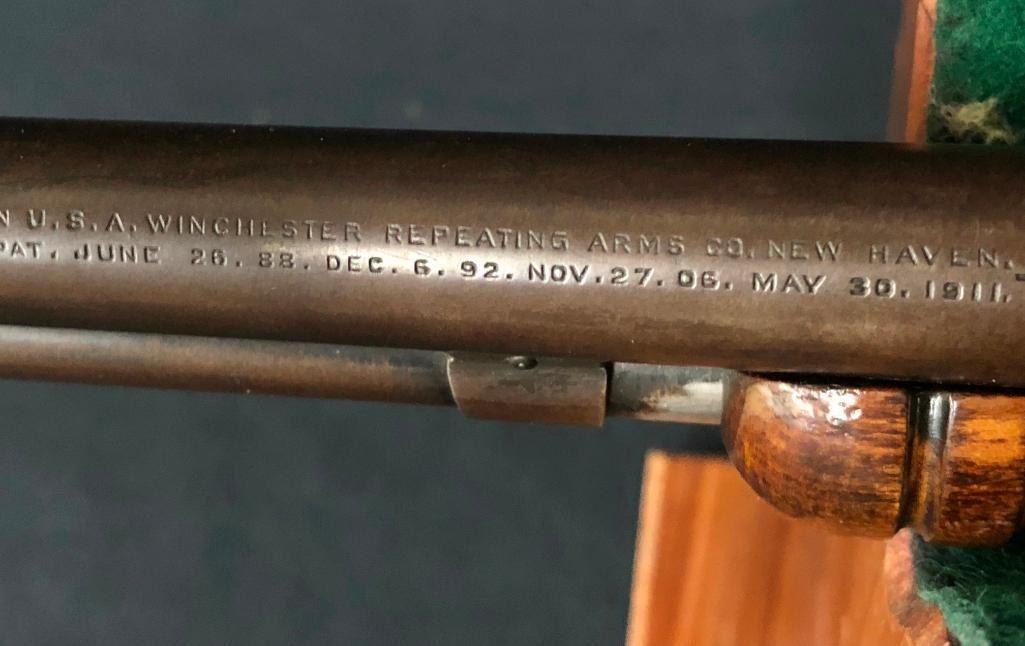 N U.S.A. WINCHESTER REPEATING ARMS CO. NEW HAVEN.
PAT. JUNE 26. 88. DEC. 6. 92. NOV. 27. 06. MAY 30. 1911.